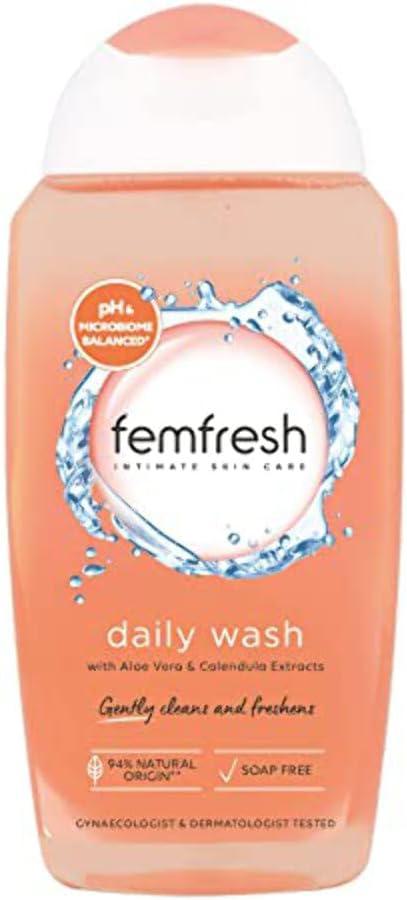 pH &
MICROBIOME
BALANCED*
femfresh
INTIMATE SKIN CARE
daily wash
with Aloe Vera & Calendula Extracts
Gently cleans and freshens
94% NATURAL
ORIGIN**
SOAP FREE
GYNAECOLOGIST & DERMATOLOGIST TESTED